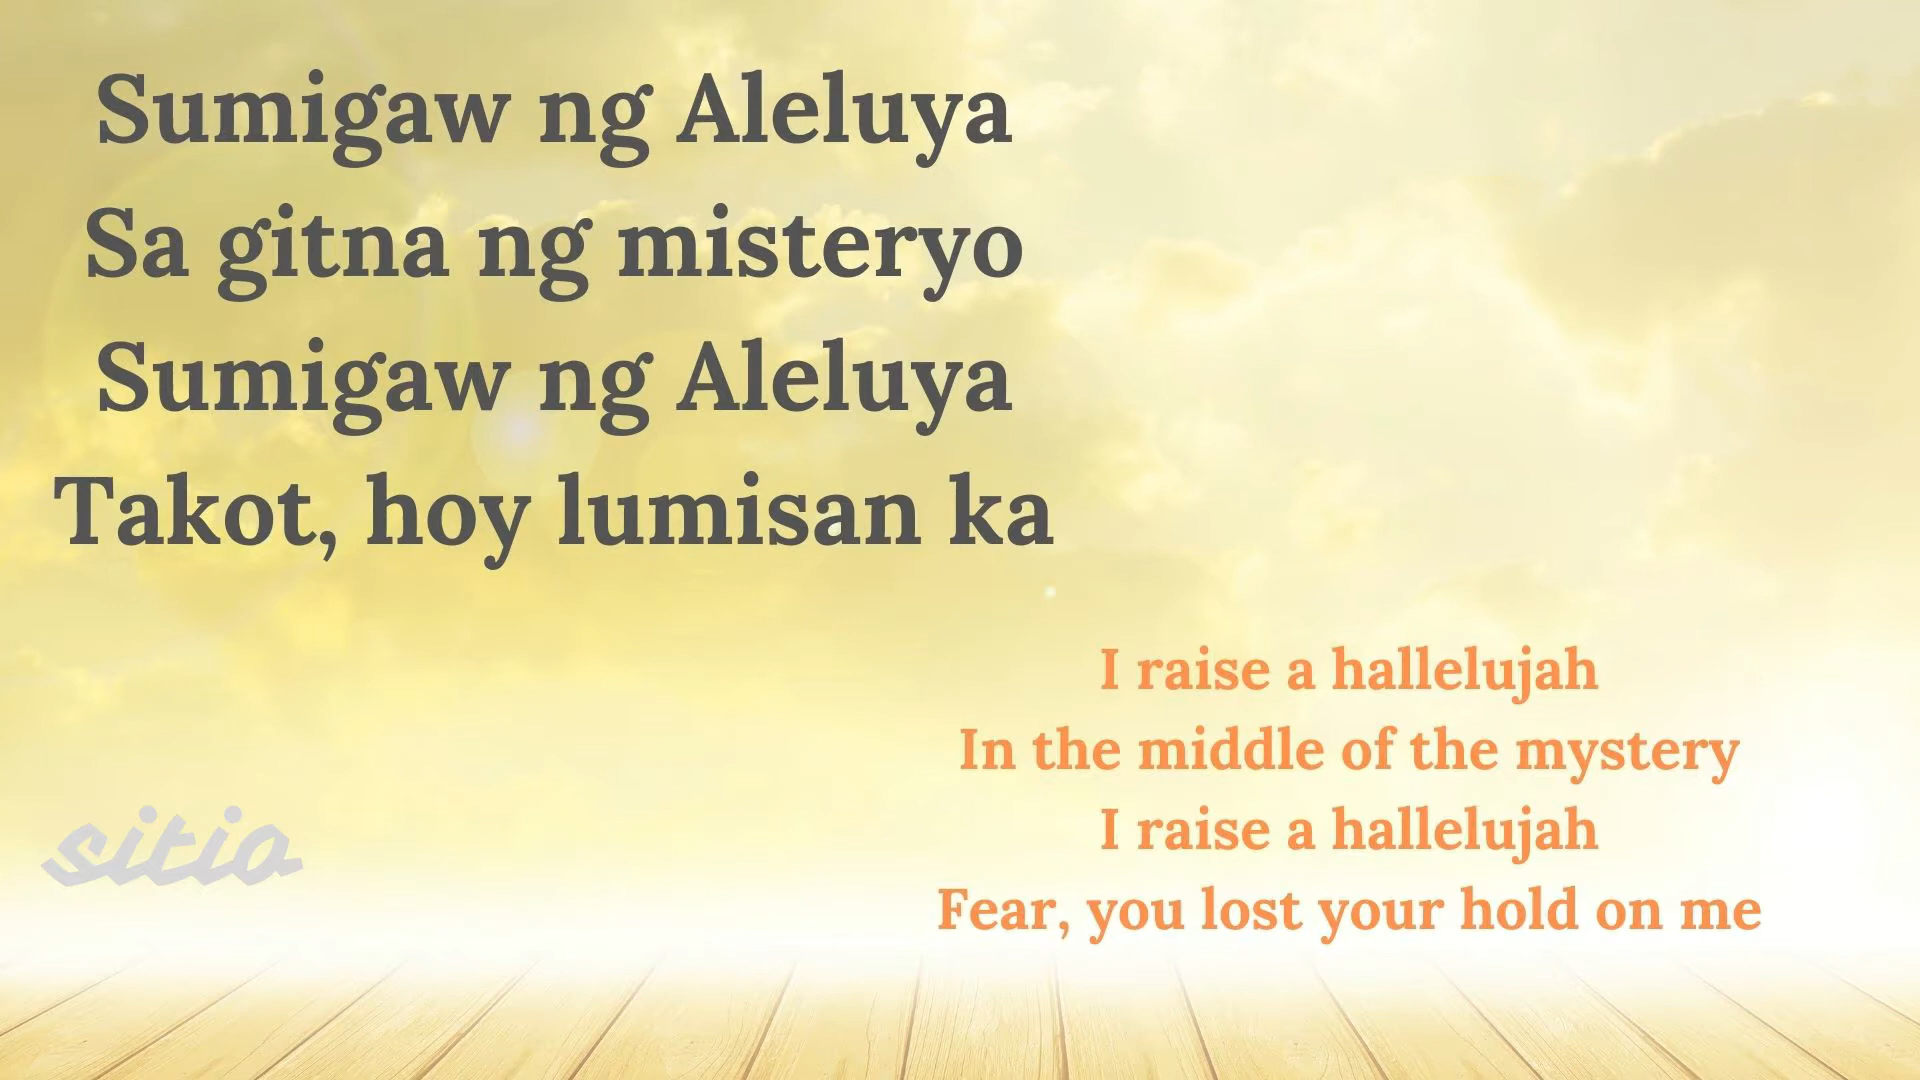 Sumigaw ng Aleluya
Sa gitna ng misteryo
Sumigaw ng Aleluya
Takot, hoy lumisan ka
I raise a hallelujah
In the middle of the mystery
I raise a hallelujah
Fear, you lost your hold on me
sitio